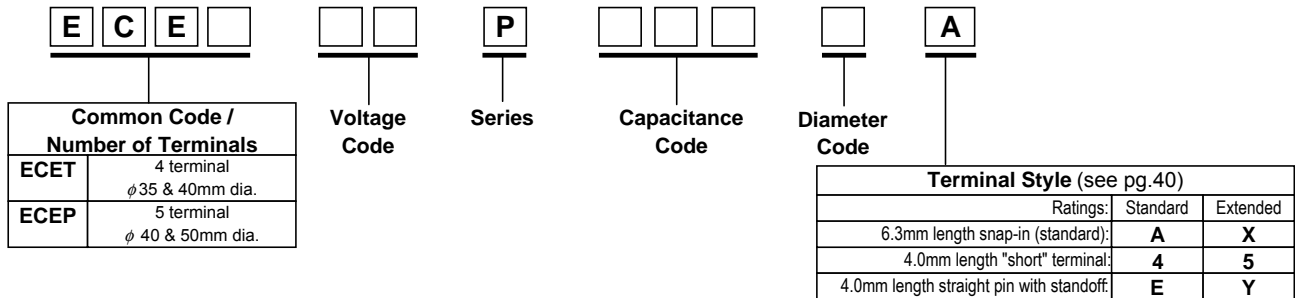 E C E P A
Common Code /
Number of Terminals
ECET 4 terminal
ϕ35 & 40mm dia.
ECEP 5 terminal
ϕ 40 & 50mm dia.
Voltage
Code
Series
Capacitance
Code
Diameter
Code
Terminal Style (see pg.40)
Ratings: Standard Extended
6.3mm length snap-in (standard): A X
4.0mm length "short" terminal: 4 5
4.0mm length straight pin with standoff: E Y